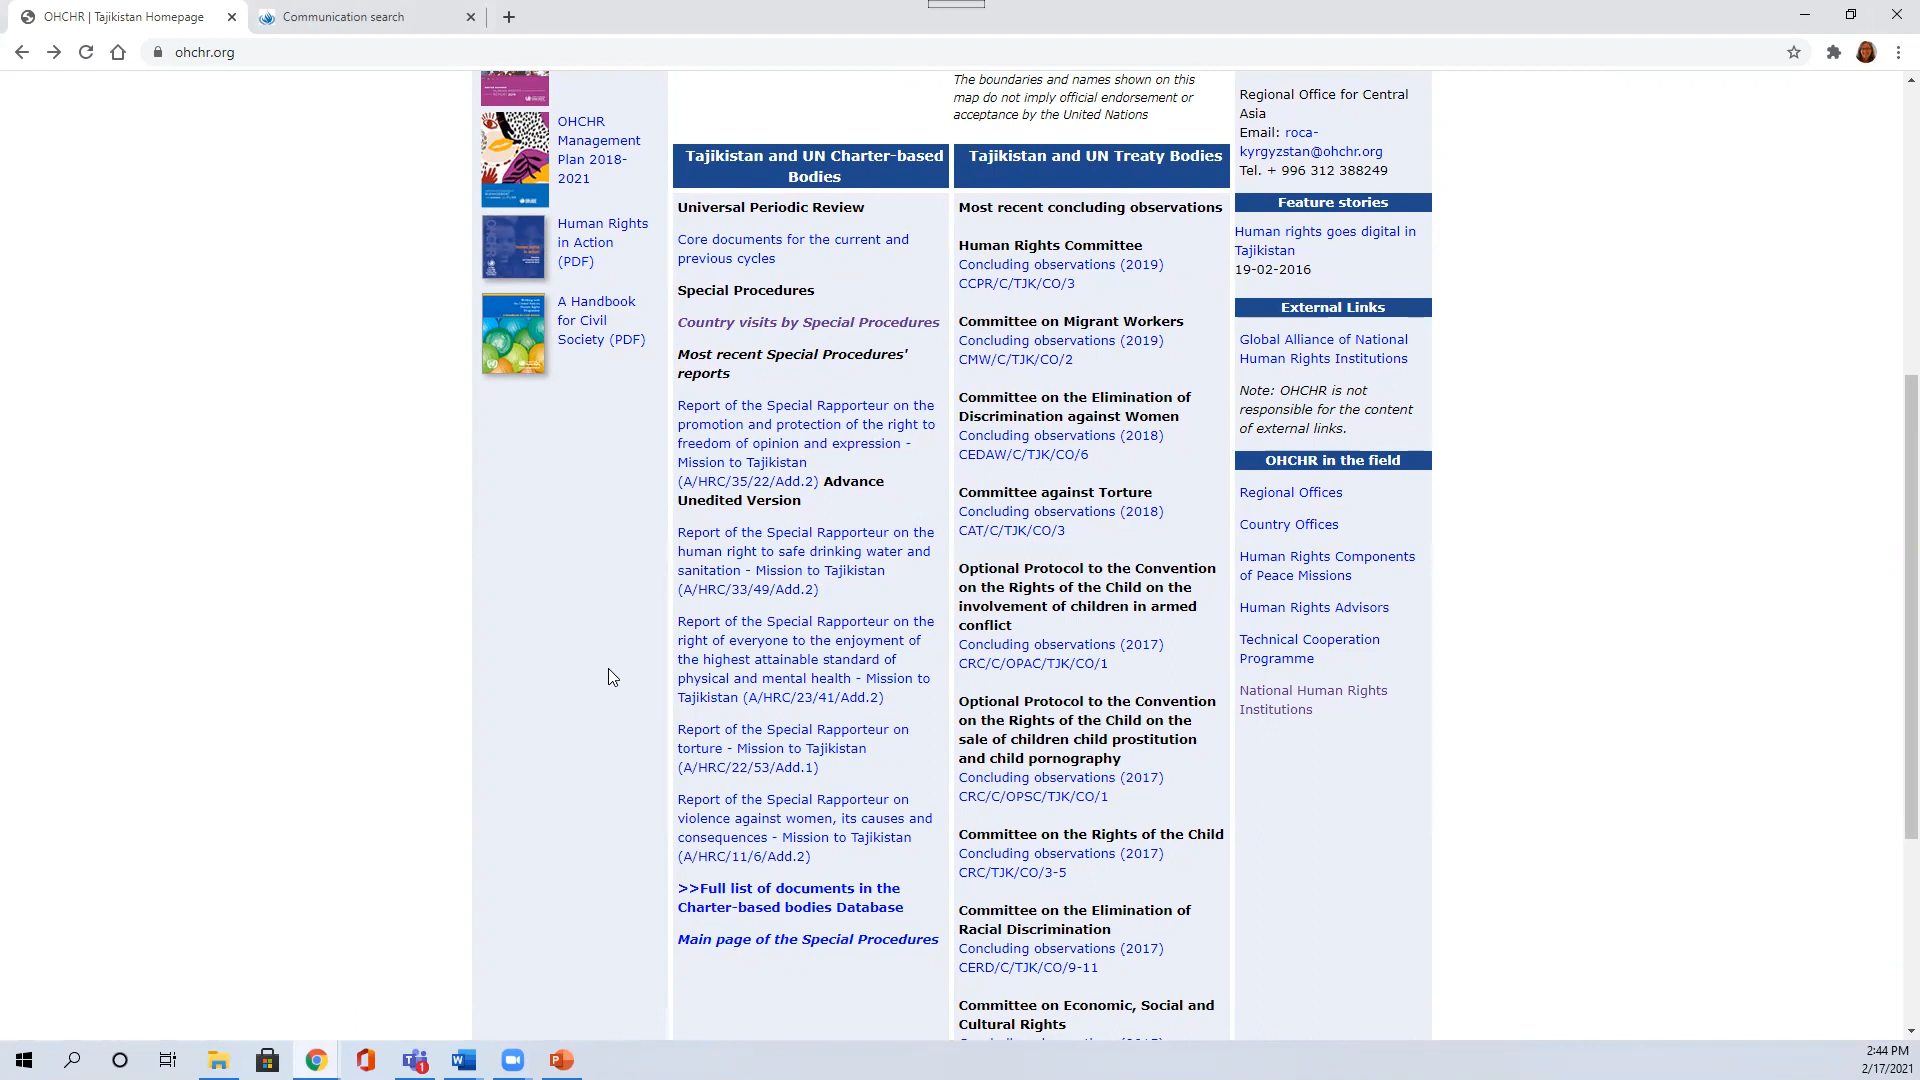 OHCHR | Tajikistan Homepage
Communication search
ohchr.org
OHCHR
Management
Plan 2018-
2021
Human Rights
in Action
(PDF)
A Handbook
for Civil
Society (PDF)
The boundaries and names shown on this
map do not imply official endorsement or
acceptance by the United Nations
Tajikistan and UN Charter-based
Bodies
Universal Periodic Review
Core documents for the current and
previous cycles
Special Procedures
Country visits by Special Procedures
Most recent Special Procedures'
reports
Report of the Special Rapporteur on the
promotion and protection of the right to
freedom of opinion and expression -
Mission to Tajikistan
(A/HRC/35/22/Add.2) Advance
Unedited Version
Report of the Special Rapporteur on the
human right to safe drinking water and
sanitation - Mission to Tajikistan
(A/HRC/33/49/Add.2)
Report of the Special Rapporteur on the
right of everyone to the enjoyment of
the highest attainable standard of
physical and mental health - Mission to
Tajikistan (A/HRC/23/41/Add.2)
Report of the Special Rapporteur on
torture - Mission to Tajikistan
(A/HRC/22/53/Add.1)
Report of the Special Rapporteur on
violence against women, its causes and
consequences - Mission to Tajikistan
(A/HRC/11/6/Add.2)
>>Full list of documents in the
Charter-based bodies Database
Main page of the Special Procedures
Tajikistan and UN Treaty Bodies
Most recent concluding observations
Human Rights Committee
Concluding observations (2019)
CCPR/C/TJK/CO/3
Committee on Migrant Workers
Concluding observations (2019)
CMW/C/TJK/CO/2
Committee on the Elimination of
Discrimination against Women
Concluding observations (2018)
CEDAW/C/TJK/CO/6
Committee against Torture
Concluding observations (2018)
CAT/C/TJK/CO/3
Optional Protocol to the Convention
on the Rights of the Child on the
involvement of children in armed
conflict
Concluding observations (2017)
CRC/C/OPAC/TJK/CO/1
Optional Protocol to the Convention
on the Rights of the Child on the
sale of children child prostitution
and child pornography
Concluding observations (2017)
CRC/C/OPSC/TJK/CO/1
Committee on the Rights of the Child
Concluding observations (2017)
CRC/TJK/CO/3-5
Committee on the Elimination of
Racial Discrimination
Concluding observations (2017)
CERD/C/TJK/CO/9-11
Committee on Economic, Social and
Cultural Rights
Regional Office for Central
Asia
Email: roca-
kyrgyzstan@ohchr.org
Tel. + 996 312 388249
Feature stories
Human rights goes digital in
Tajikistan
19-02-2016
External Links
Global Alliance of National
Human Rights Institutions
Note: OHCHR is not
responsible for the content
of external links.
OHCHR in the field
Regional Offices
Country Offices
Human Rights Components
of Peace Missions
Human Rights Advisors
Technical Cooperation
Programme
National Human Rights
Institutions
2:44 PM
2/17/2021